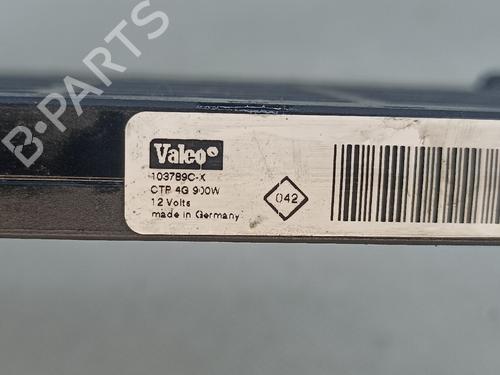 B-PARTS
Valeo
103789C-X
CTP 4G 900W
12 Volts
made in Germany
042